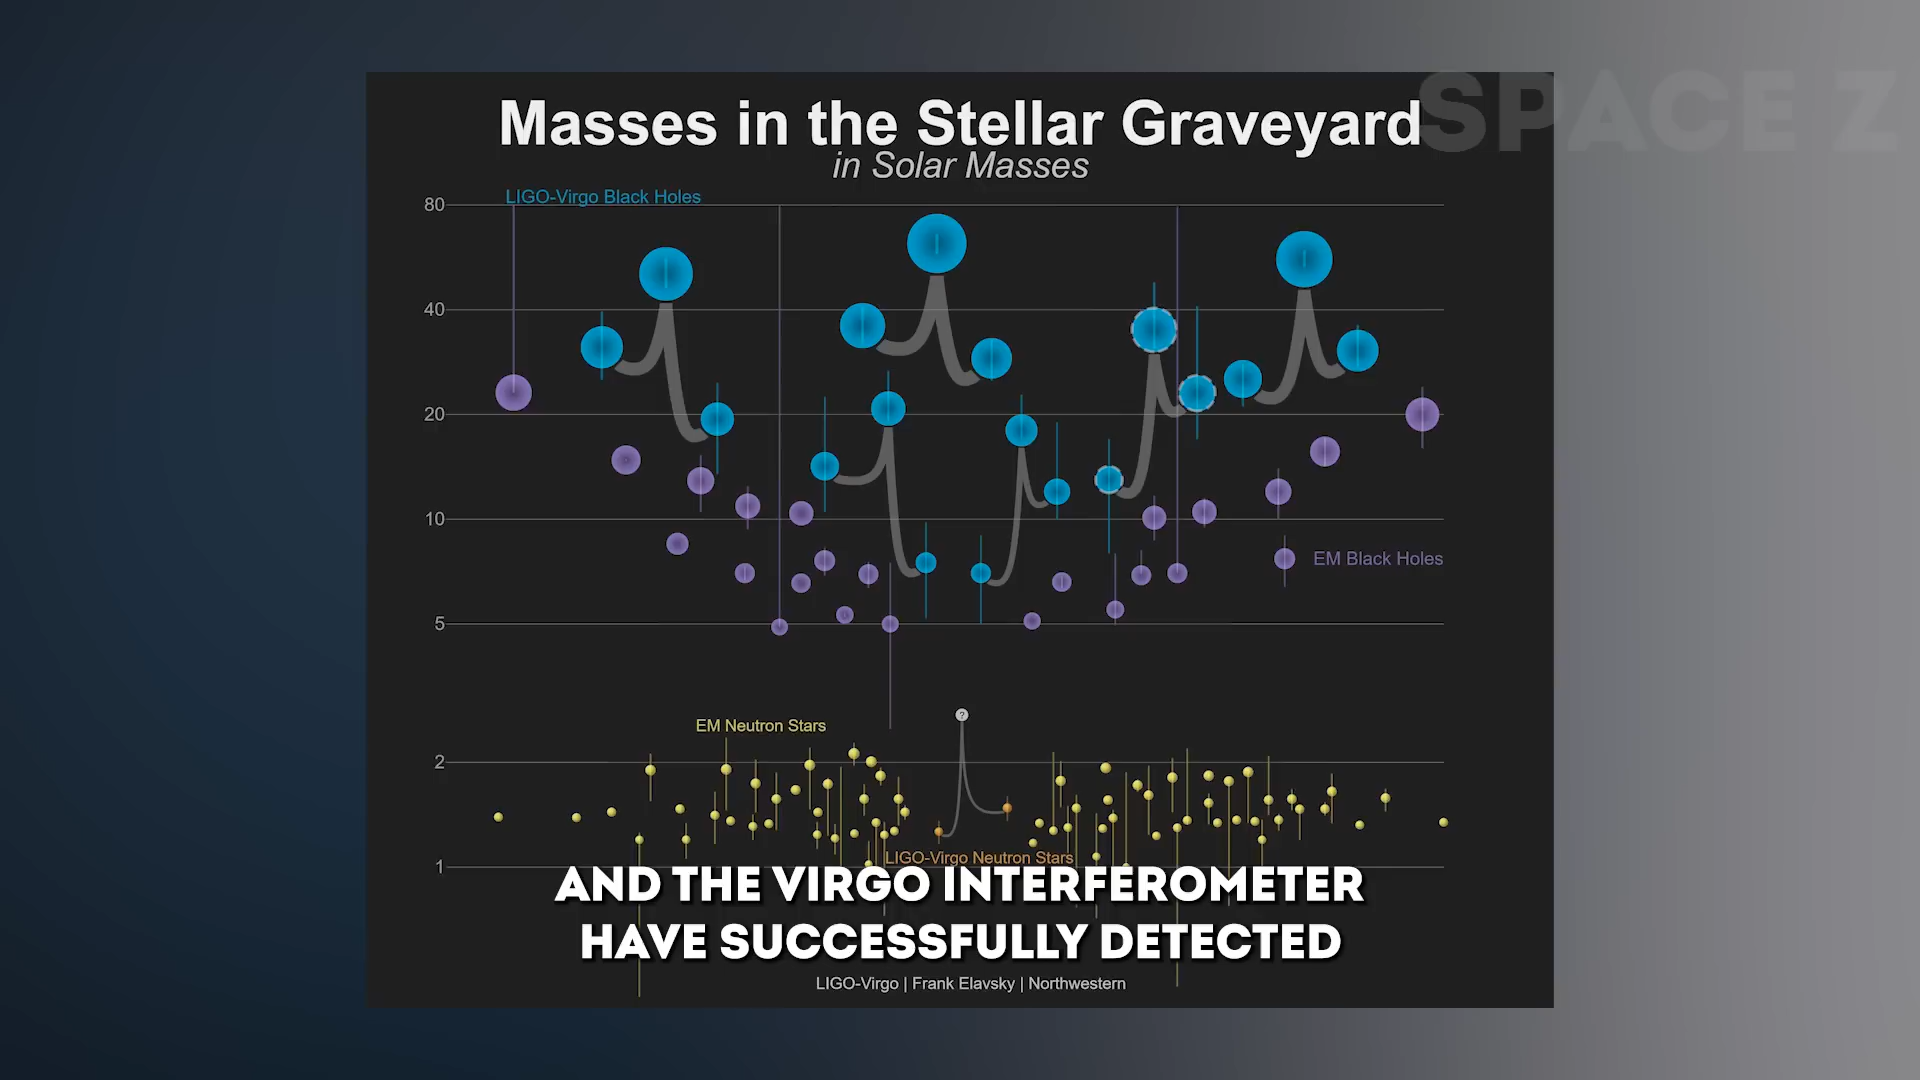 SPACE Z
Masses in the Stellar Graveyard
in Solar Masses
LIGO-Virgo Black Holes
80
40
20
10
EM Black Holes
5
EM Neutron Stars
?
2
LIGO-Virgo Neutron Stars
1
AND THE VIRGO INTERFEROMETER
HAVE SUCCESSFULLY DETECTED
LIGO-Virgo | Frank Elavsky | Northwestern